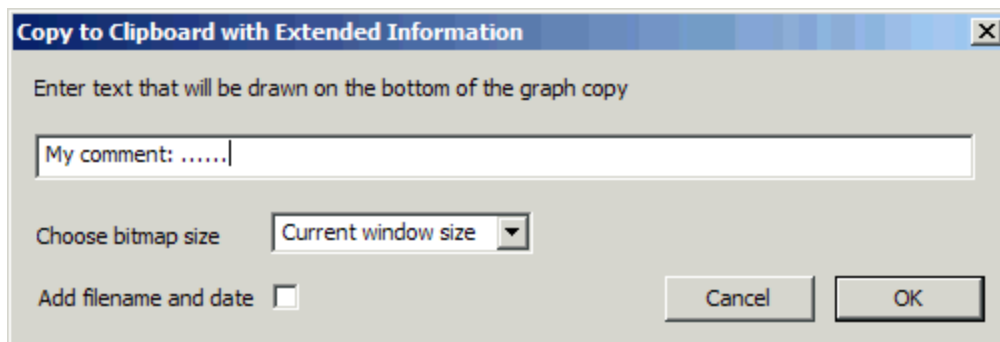 Copy to Clipboard with Extended Information
Enter text that will be drawn on the bottom of the graph copy
My comment: ......
Choose bitmap size Current window size
Add filename and date Cancel OK